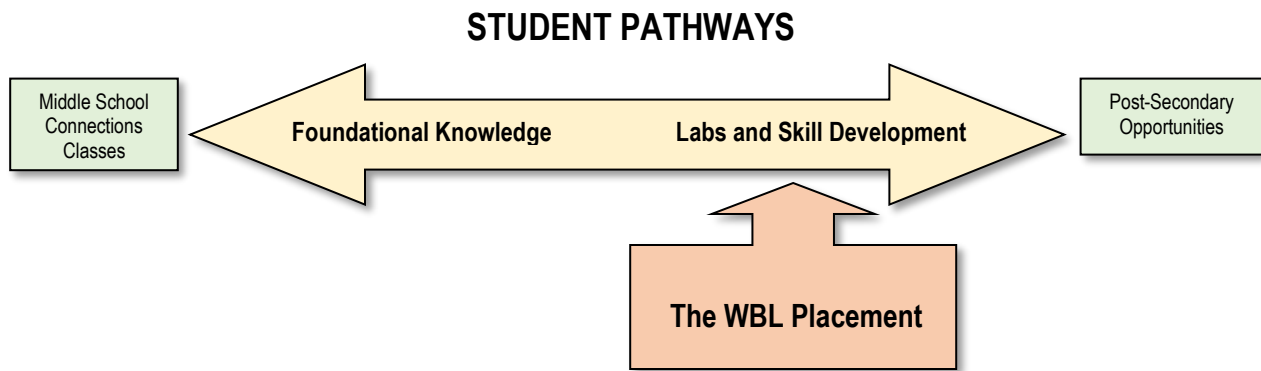 STUDENT PATHWAYS
Middle School
Connections
Classes
Foundational Knowledge
Labs and Skill Development
Post-Secondary
Opportunities
The WBL Placement